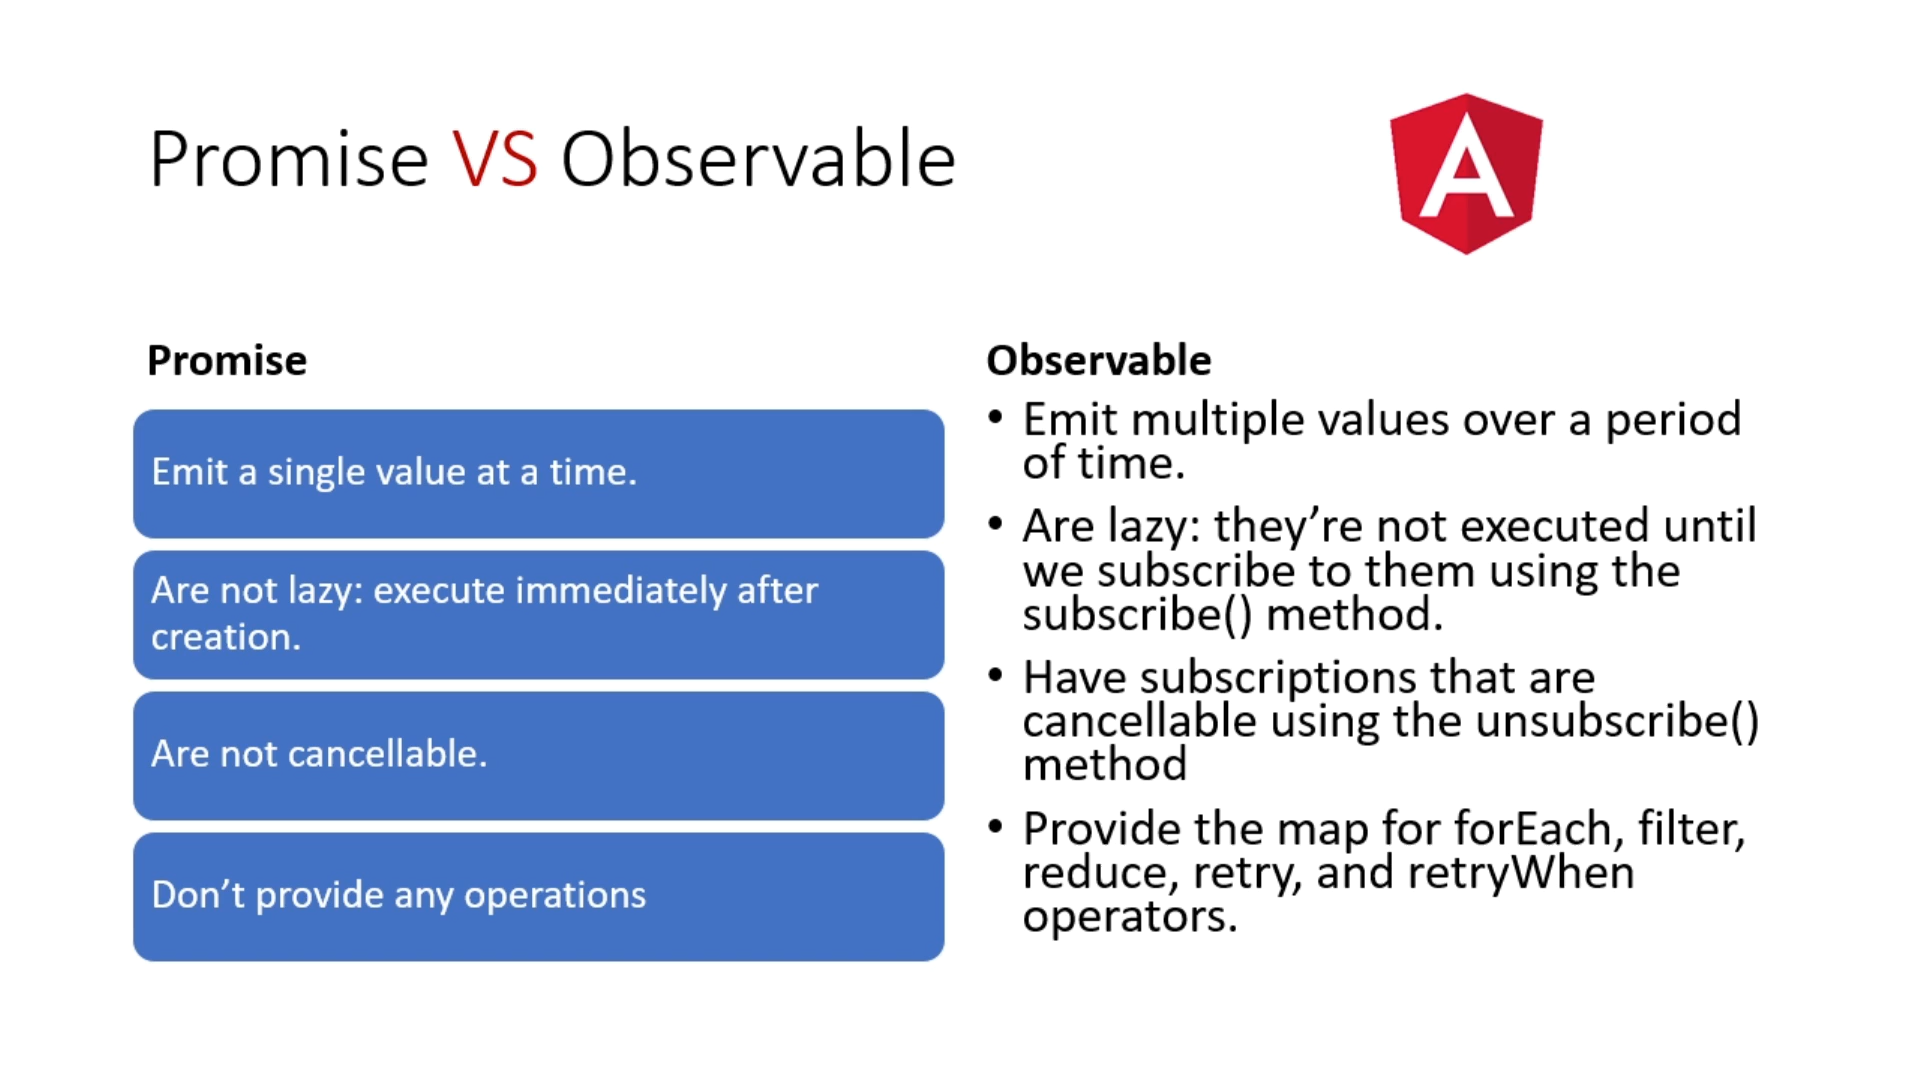 Promise VS Observable
Promise
Emit a single value at a time.
Are not lazy: execute immediately after
creation.
Are not cancellable.
Don’t provide any operations
Observable
• Emit multiple values over a period
of time.
• Are lazy: they’re not executed until
we subscribe to them using the
subscribe() method.
• Have subscriptions that are
cancellable using the unsubscribe()
method
• Provide the map for forEach, filter,
reduce, retry, and retryWhen
operators.